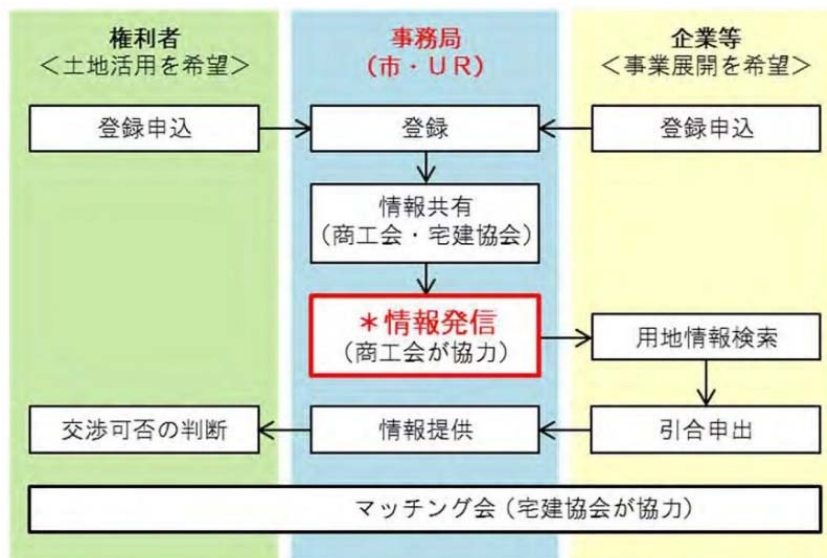 権利者
<土地活用を希望>
事務局
(市・UR)
企業等
<事業展開を希望>
登録申込
登録
登録申込
情報共有
(商工会・宅建協会)
*情報発信
(商工会が協力)
用地情報検索
交渉可否の判断
情報提供
引合申出
マッチング会(宅建協会が協力)